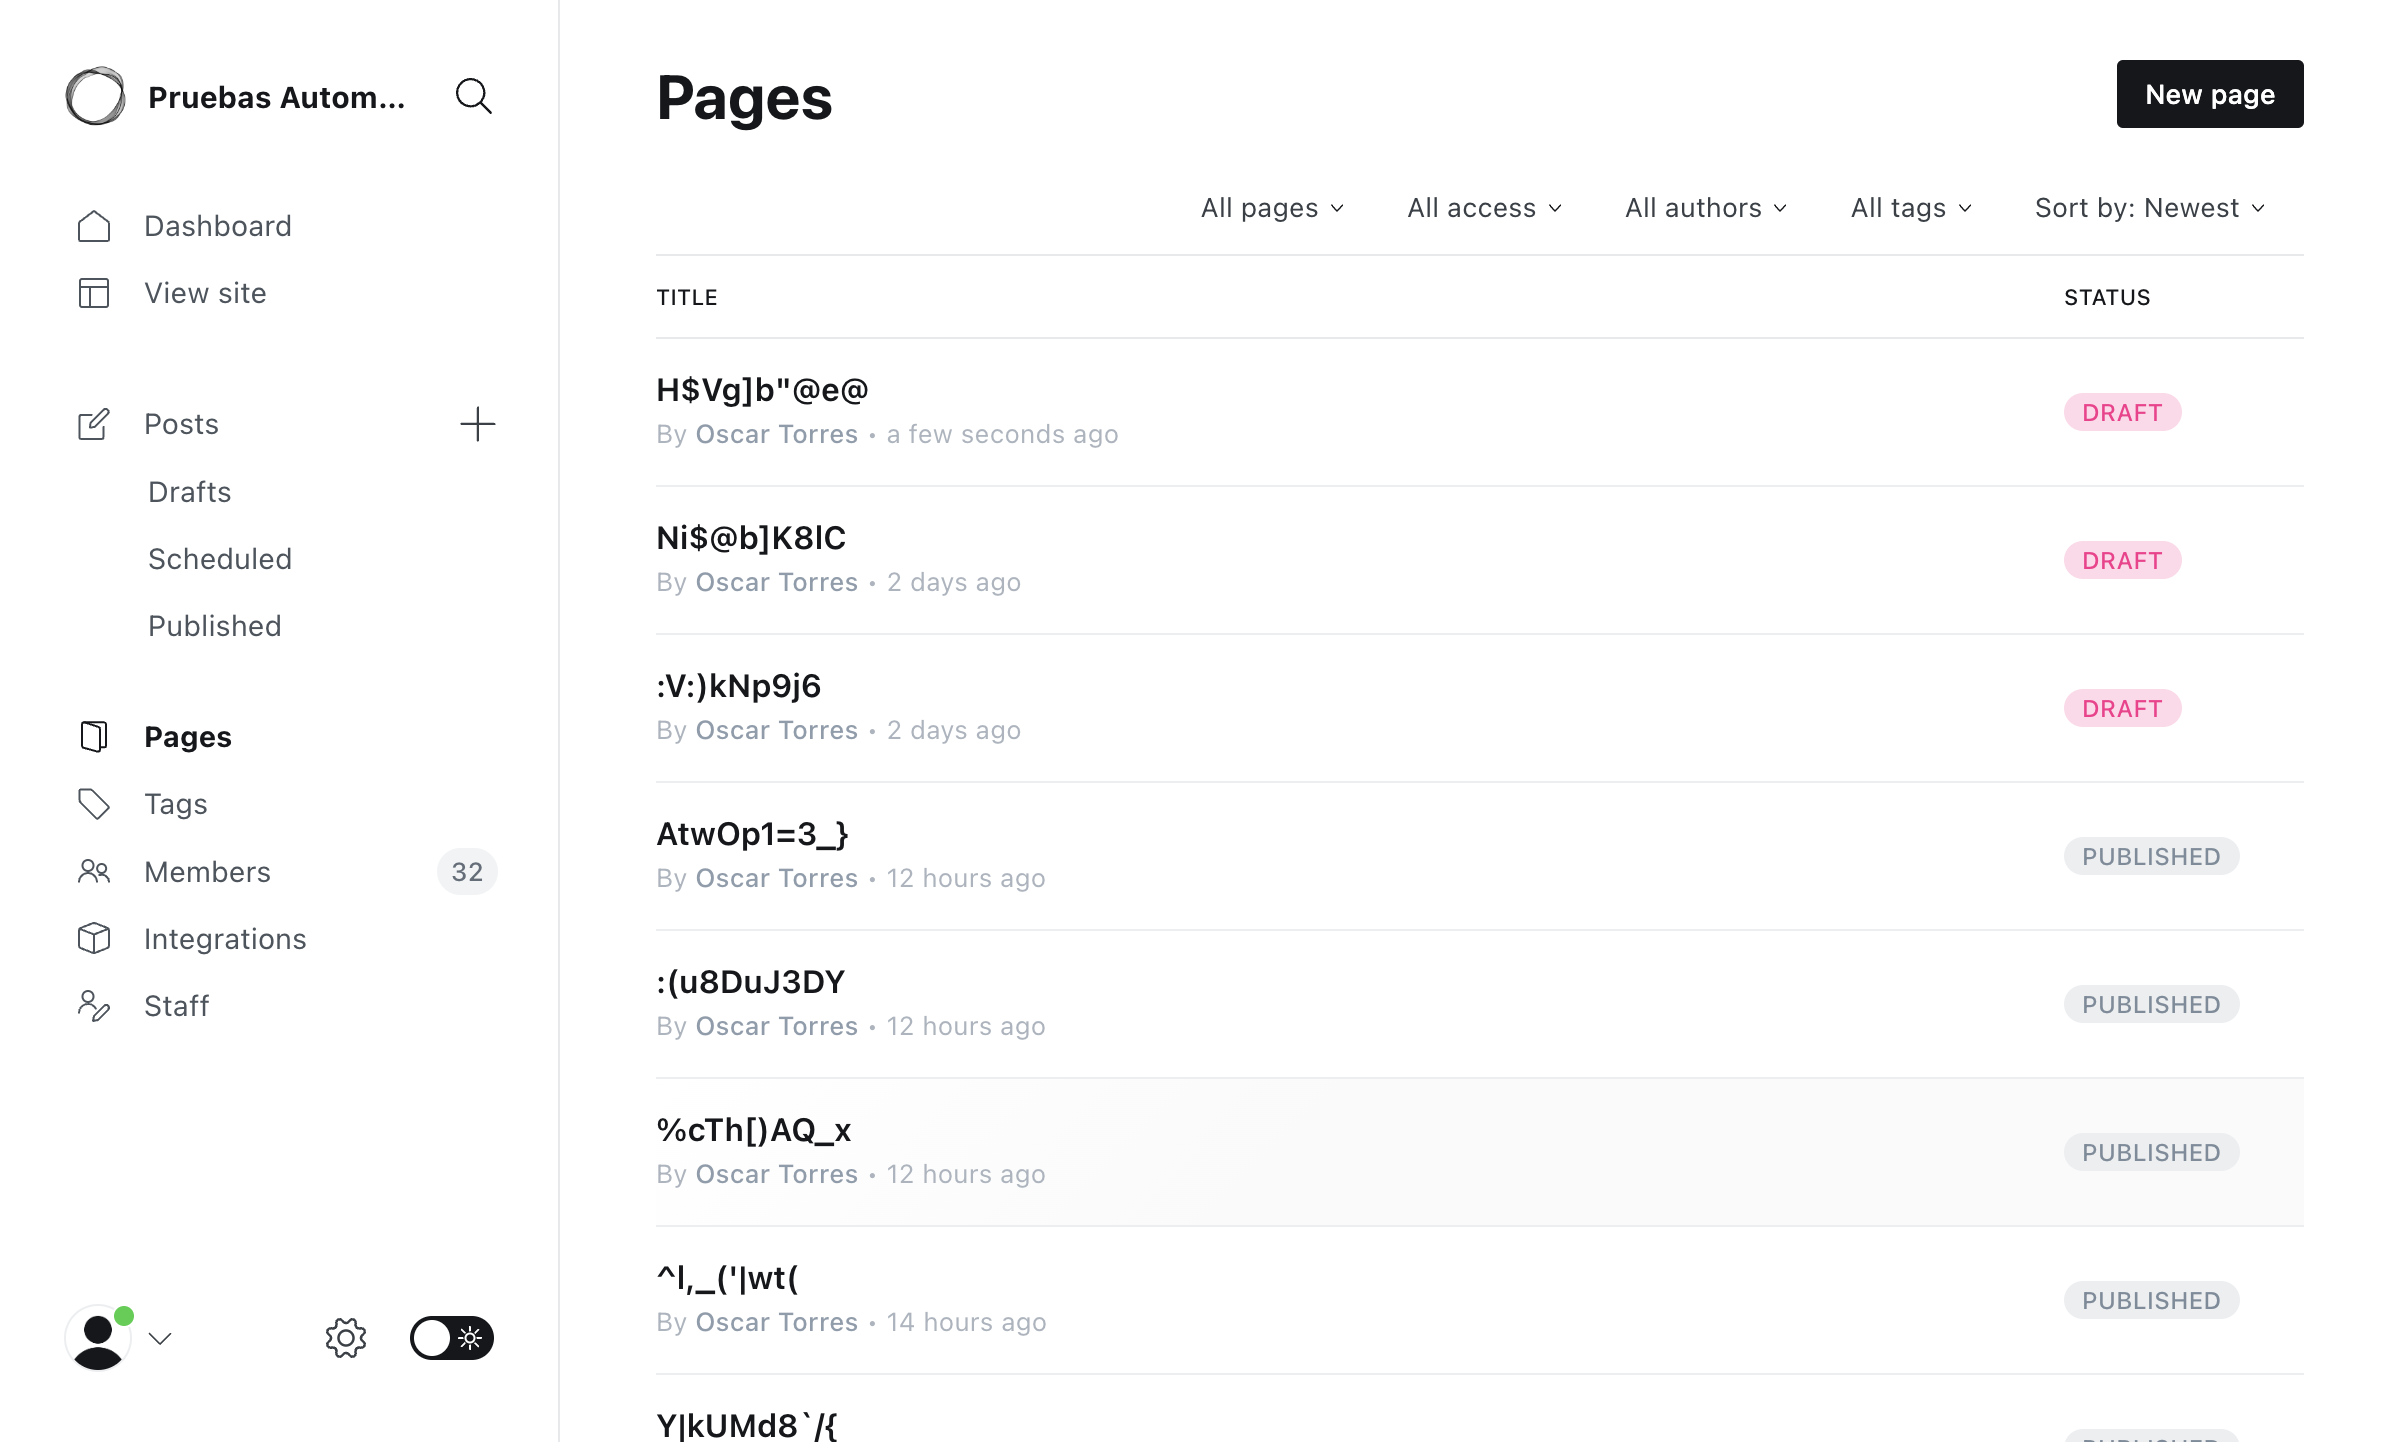 Pruebas Autom...
Dashboard
View site
Posts
Drafts
Scheduled
Published
Pages
Tags
Members 32
Integrations
Staff
Pages
New page
All pages All access All authors All tags Sort by: Newest
TITLE STATUS
H$Vg]b"@e@
By Oscar Torres • a few seconds ago
DRAFT
Ni$@b]K8lC
By Oscar Torres • 2 days ago
DRAFT
:V:)kNp9j6
By Oscar Torres • 2 days ago
DRAFT
AtwOp1=3_}
By Oscar Torres • 12 hours ago
PUBLISHED
:(u8DuJ3DY
By Oscar Torres • 12 hours ago
PUBLISHED
%cTh[)AQ_x
By Oscar Torres • 12 hours ago
PUBLISHED
^l,_('|wt(
By Oscar Torres • 14 hours ago
PUBLISHED
Y|kUMd8`/{
PUBLISHED